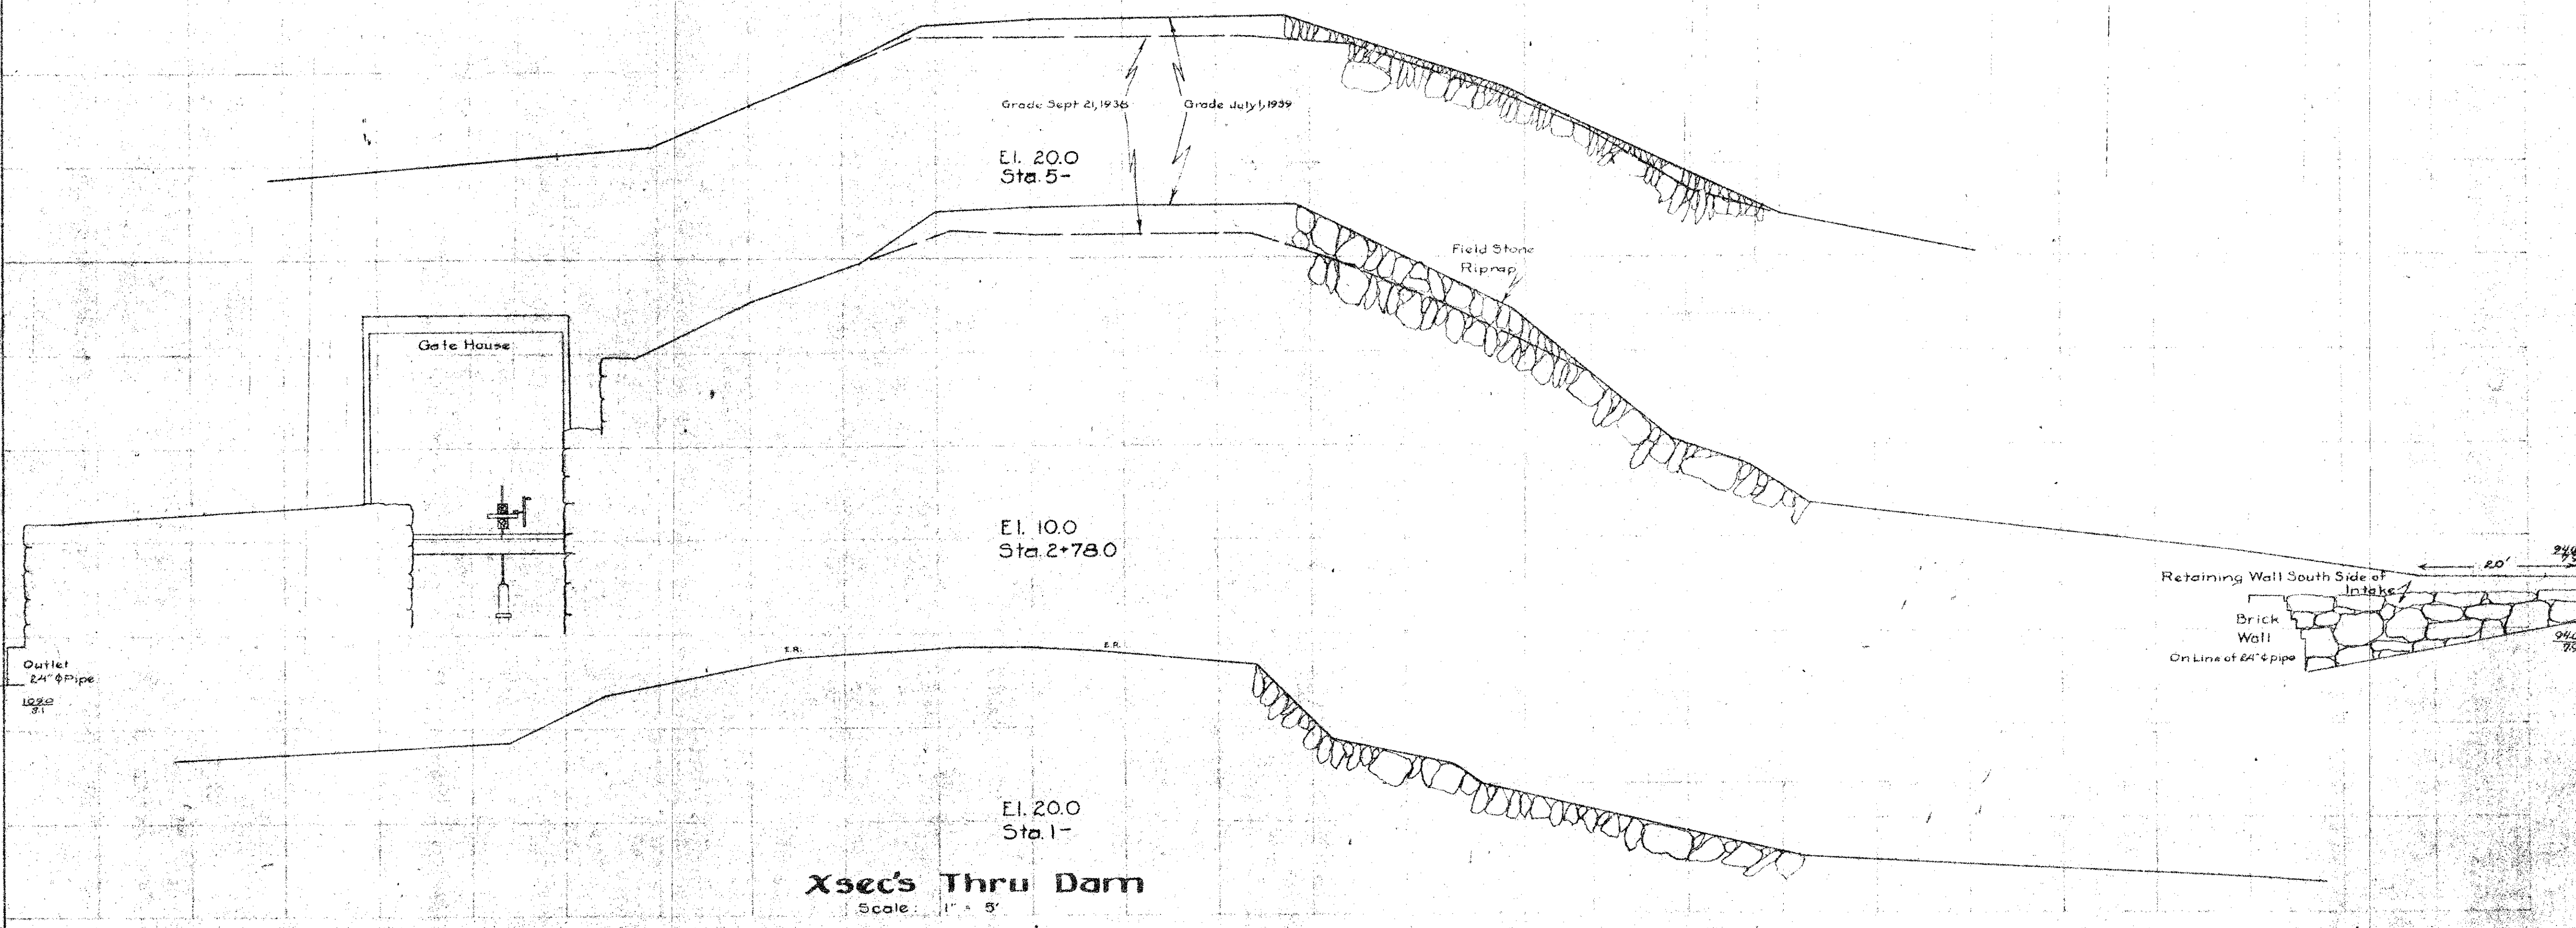 Grade Sept 21, 1938
Grade July 1, 1939
El. 20.0
Sta. 5-
Field Stone
Riprap
Gate House
El. 10.0
Sta. 2+78.0
20'
Retaining Wall South Side of
Intake
Brick
Wall
On Line of 24"ϕ pipe
Outlet
24"ϕ Pipe
E.R.
E.R.
El. 20.0
Sta. 1-
Xsec's Thru Dam
Scale: 1" = 5'